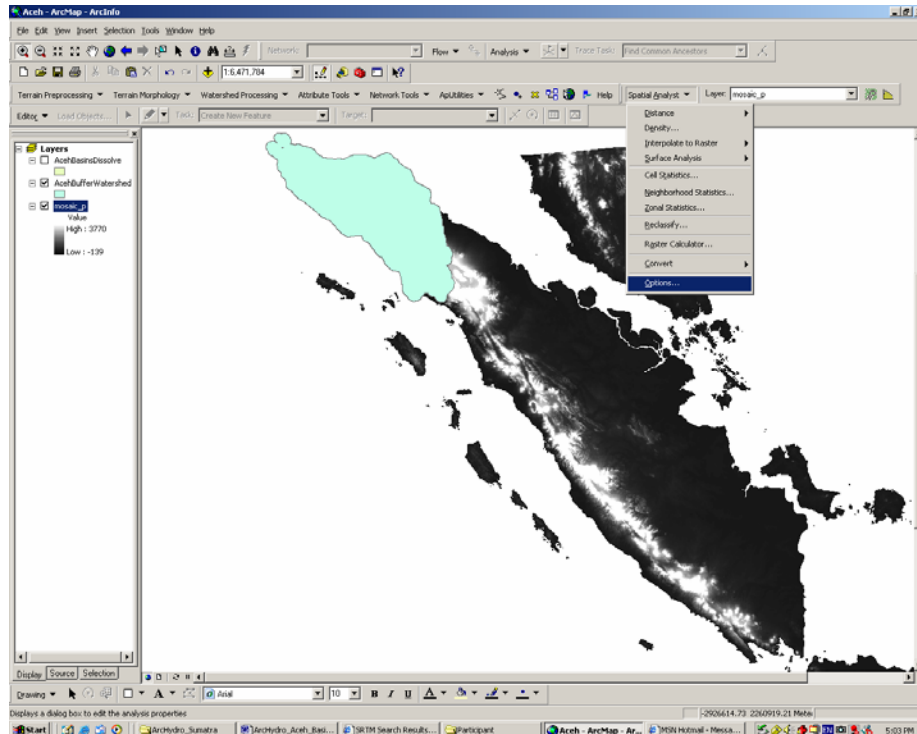 Aceh - ArcMap - ArcInfo
File Edit View Insert Selection Tools Window Help
Network: Flow Analysis Trace Task: Find Common Ancestors
1:6,471,784
Terrain Preprocessing Terrain Morphology Watershed Processing Attribute Tools Network Tools ApUtilities Help Spatial Analyst Layer: mosaic_p
Editor Load Objects... Task: Create New Feature Target:
Distance
Density...
Interpolate to Raster
Surface Analysis
Cell Statistics...
Neighborhood Statistics...
Zonal Statistics...
Reclassify...
Raster Calculator...
Convert
Options...
Layers
AcehBasinsDissolve
AcehBufferWatershed
mosaic_p
Value
High : 3770
Low : -139
Display Source Selection
Drawing A Arial 10 B I U A
Displays a dialog box to edit the analysis properties -2926614.73 2260919.21 Mete
Start ArcHydro_Sumatra ArcHydro_Aceh_Basi... SRTM Search Results... Participant Aceh - ArcMap - Ar... MSN Hotmail - Messa... 5:03 PM